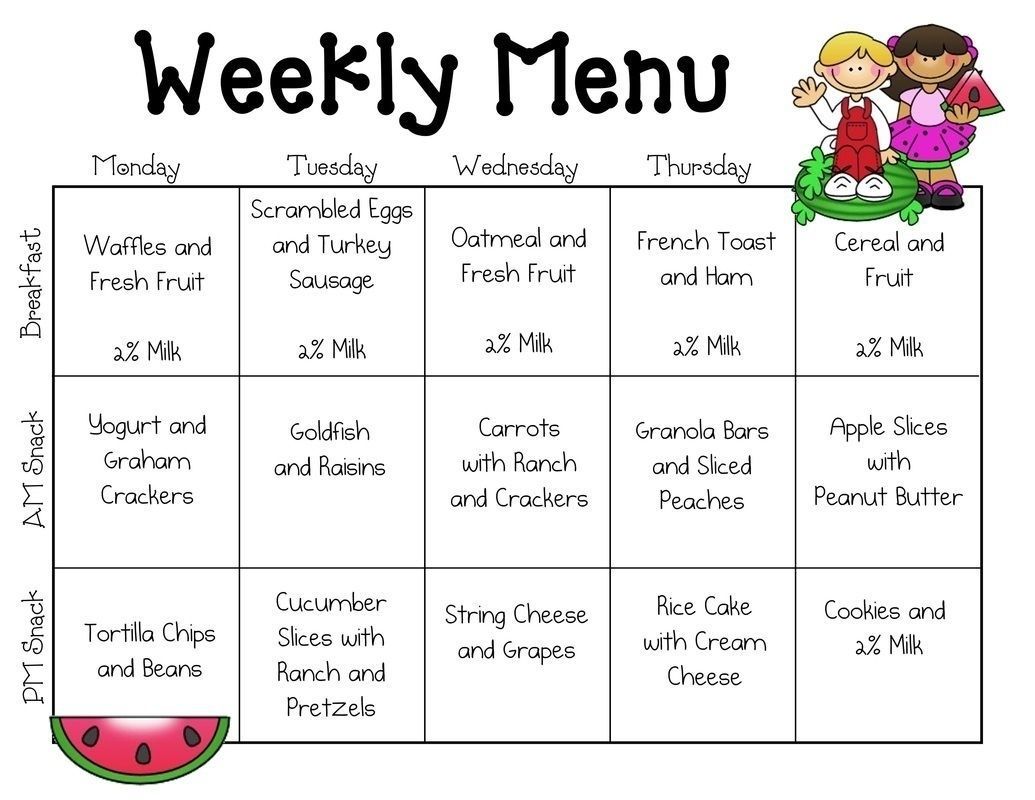 Weekly Menu
Monday Tuesday Wednesday Thursday
Breakfast
Waffles and
Fresh Fruit
2% Milk
Scrambled Eggs
and Turkey
Sausage
2% Milk
Oatmeal and
Fresh Fruit
2% Milk
French Toast
and Ham
2% Milk
Cereal and
Fruit
2% Milk
AM Snack
Yogurt and
Graham
Crackers
Goldfish
and Raisins
Carrots
with Ranch
and Crackers
Granola Bars
and Sliced
Peaches
Apple Slices
with
Peanut Butter
PM Snack
Tortilla Chips
and Beans
Cucumber
Slices with
Ranch and
Pretzels
String Cheese
and Grapes
Rice Cake
with Cream
Cheese
Cookies and
2% Milk